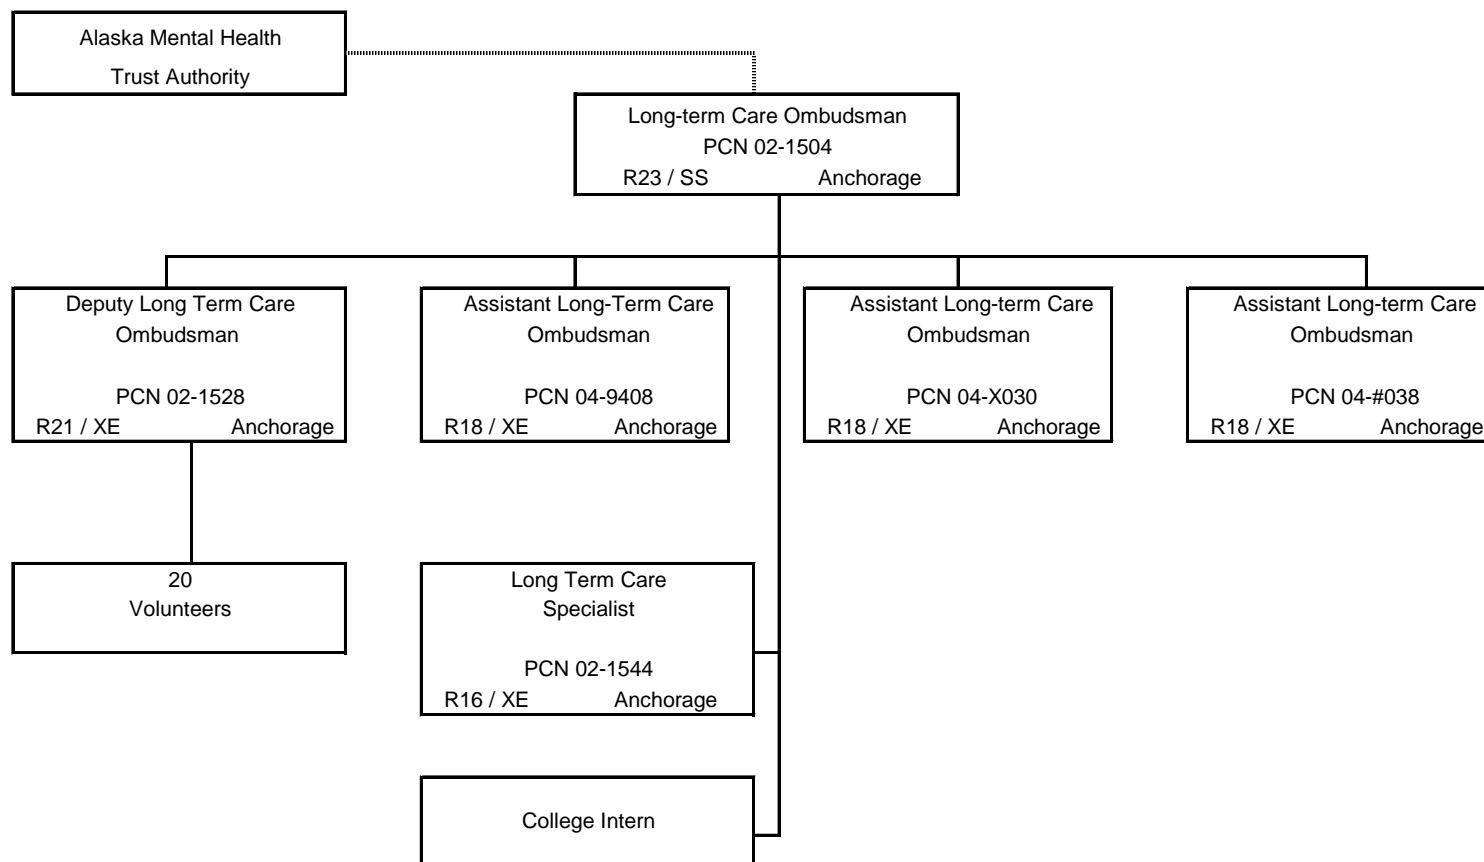 Alaska Mental Health
Trust Authority
Long-term Care Ombudsman
PCN 02-1504
R23 / SS Anchorage
Deputy Long Term Care
Ombudsman
PCN 02-1528
R21 / XE Anchorage
Assistant Long-Term Care
Ombudsman
PCN 04-9408
R18 / XE Anchorage
Assistant Long-term Care
Ombudsman
PCN 04-X030
R18 / XE Anchorage
Assistant Long-term Care
Ombudsman
PCN 04-#038
R18 / XE Anchorage
20
Volunteers
Long Term Care
Specialist
PCN 02-1544
R16 / XE Anchorage
College Intern